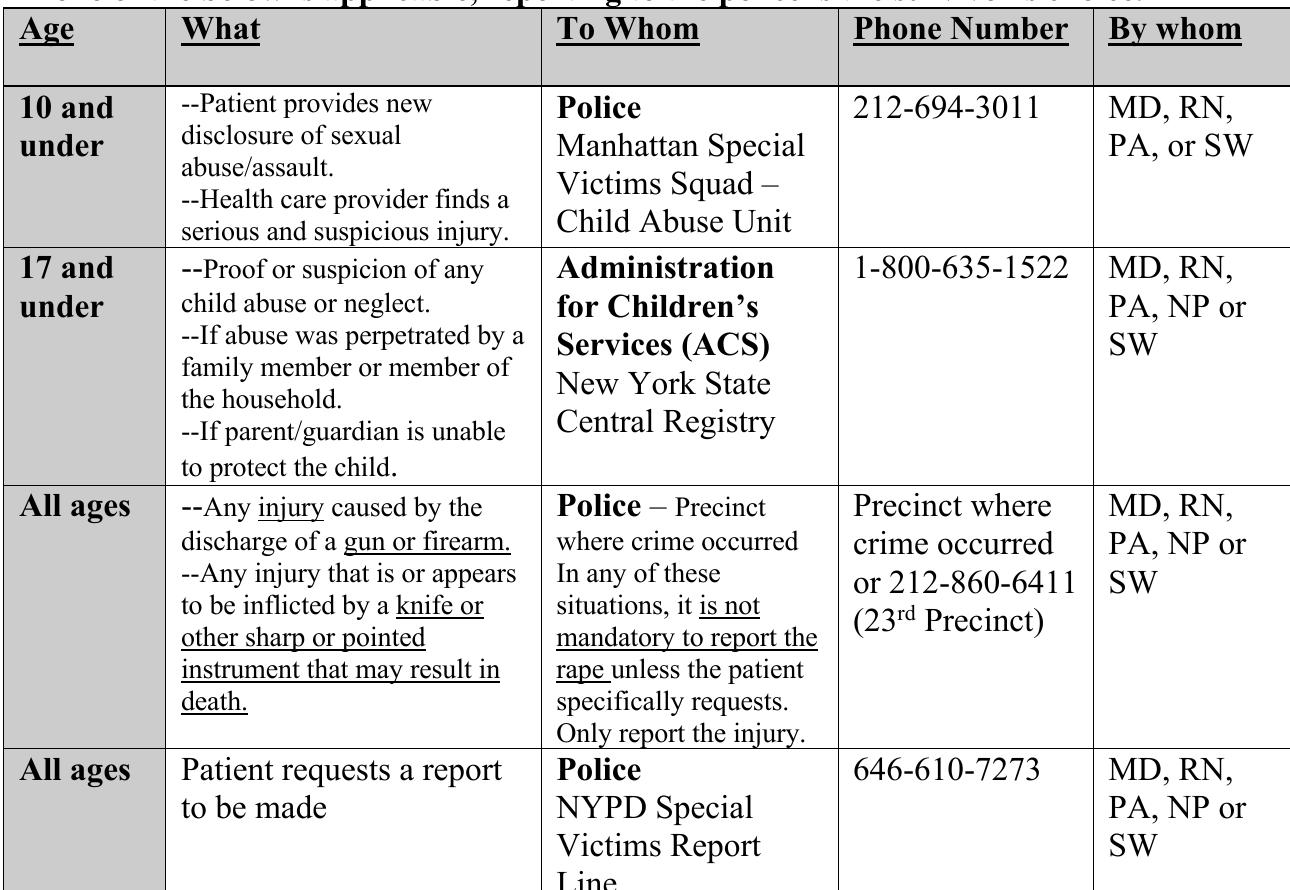 Age
What
To Whom
Phone Number
By whom
10 and
under
--Patient provides new
disclosure of sexual
abuse/assault.
--Health care provider finds a
serious and suspicious injury.
Police
Manhattan Special
Victims Squad –
Child Abuse Unit
212-694-3011
MD, RN,
PA, or SW
17 and
under
--Proof or suspicion of any
child abuse or neglect.
--If abuse was perpetrated by a
family member or member of
the household.
--If parent/guardian is unable
to protect the child.
Administration
for Children’s
Services (ACS)
New York State
Central Registry
1-800-635-1522
MD, RN,
PA, NP or
SW
All ages
--Any injury caused by the
discharge of a gun or firearm.
--Any injury that is or appears
to be inflicted by a knife or
other sharp or pointed
instrument that may result in
death.
Police – Precinct
where crime occurred
In any of these
situations, it is not
mandatory to report the
rape unless the patient
specifically requests.
Only report the injury.
Precinct where
crime occurred
or 212-860-6411
(23rd Precinct)
MD, RN,
PA, NP or
SW
All ages
Patient requests a report
to be made
Police
NYPD Special
Victims Report
Line
646-610-7273
MD, RN,
PA, NP or
SW